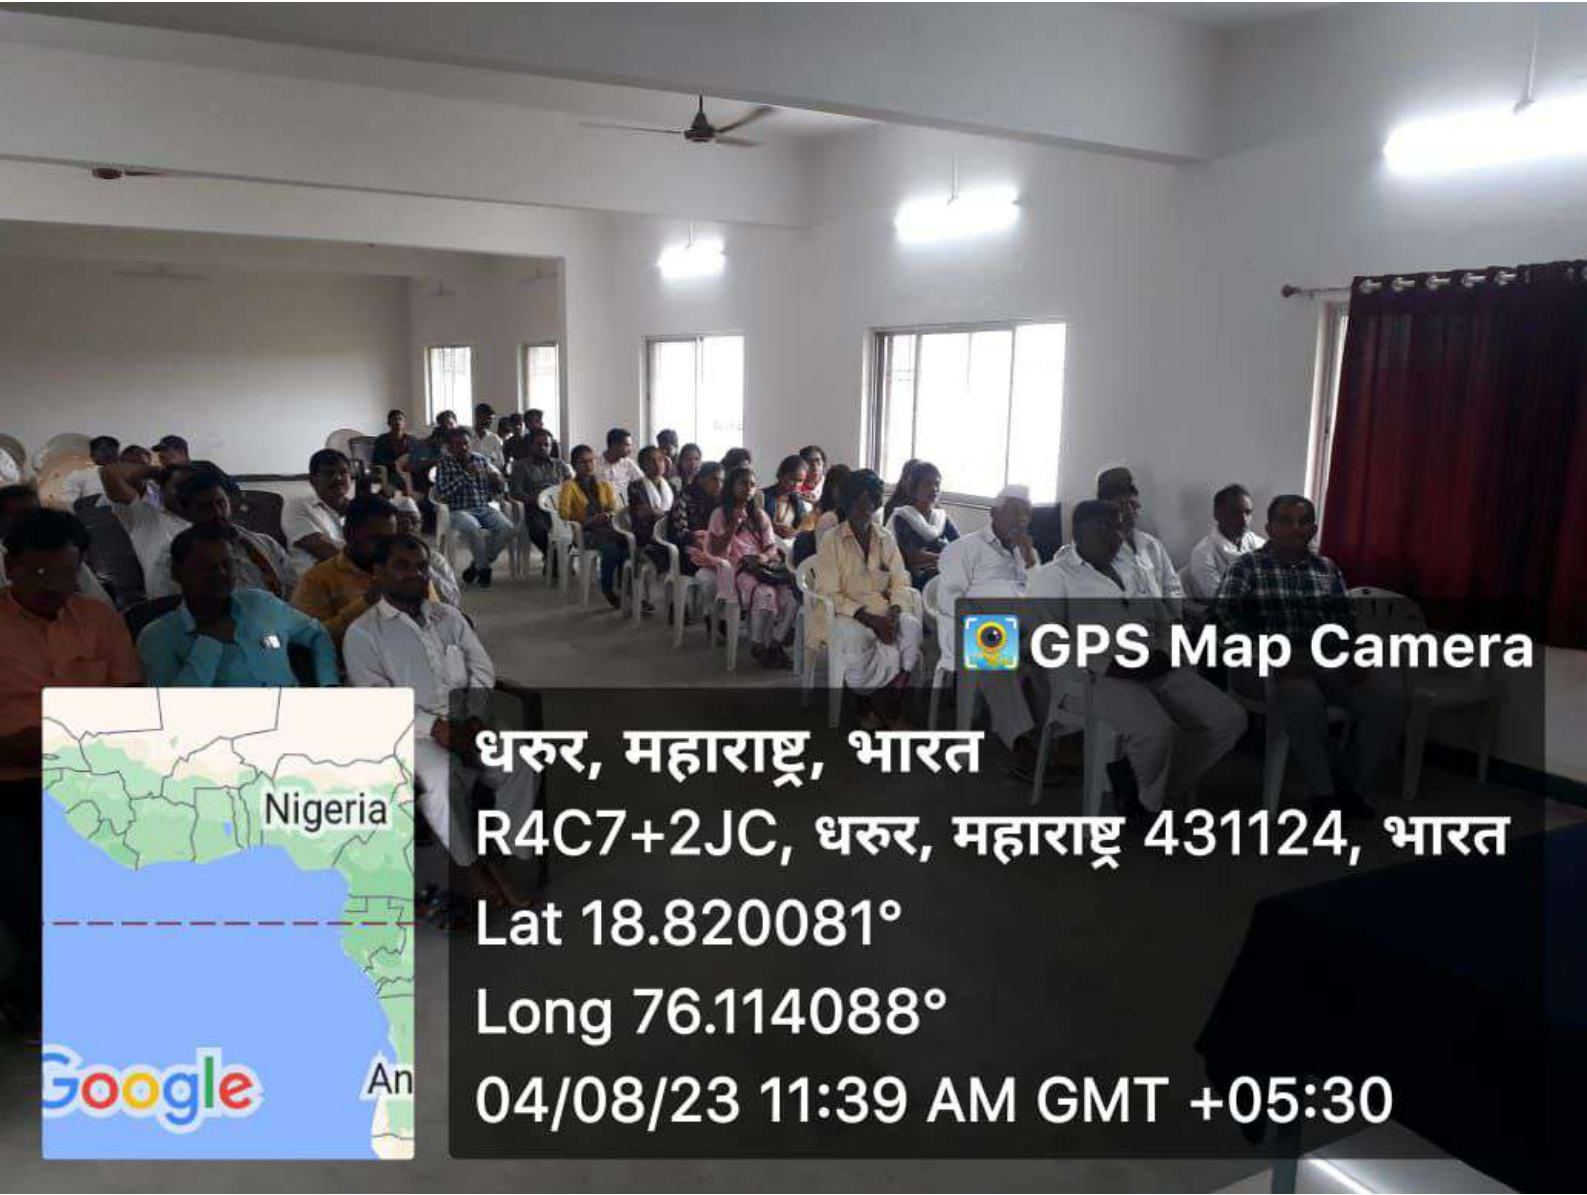 GPS Map Camera
धरुर, महाराष्ट्र, भारत
R4C7+2JC, धरुर, महाराष्ट्र 431124, भारत
Lat 18.820081°
Long 76.114088°
04/08/23 11:39 AM GMT +05:30
Nigeria
Google
An